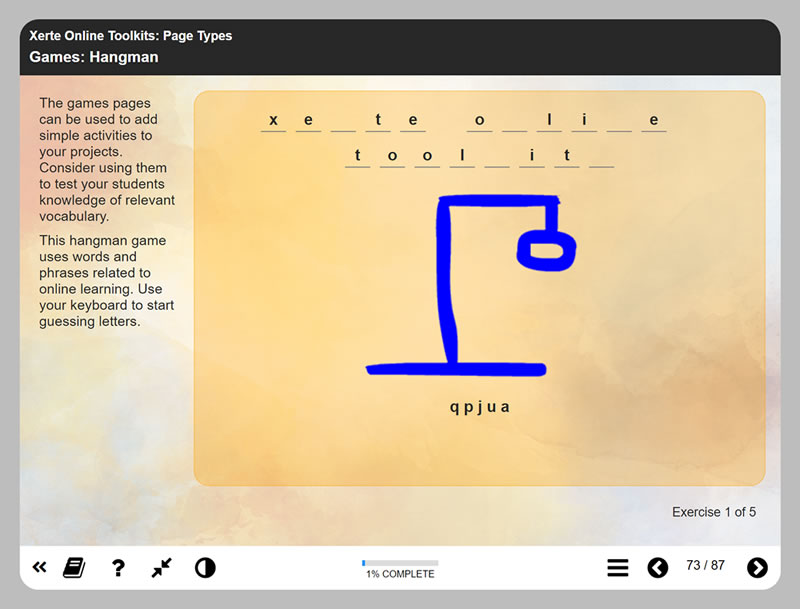 Xerte Online Toolkits: Page Types
Games: Hangman
The games pages
can be used to add
simple activities to
your projects.
Consider using them
to test your students
knowledge of relevant
vocabulary.
This hangman game
uses words and
phrases related to
online learning. Use
your keyboard to start
guessing letters.
x e _ t e o _ l i _ e
t o o l _ i t _
q p j u a
Exercise 1 of 5
?
1% COMPLETE
73 / 87